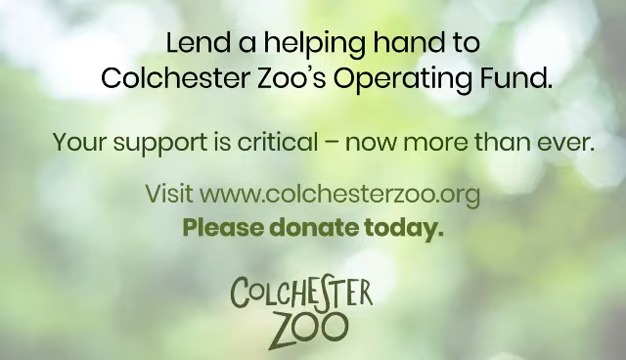 Lend a helping hand to
Colchester Zoo's Operating Fund.
Your support is critical – now more than ever.
Visit www.colchesterzoo.org
Please donate today.
COLCHESTER
ZOO